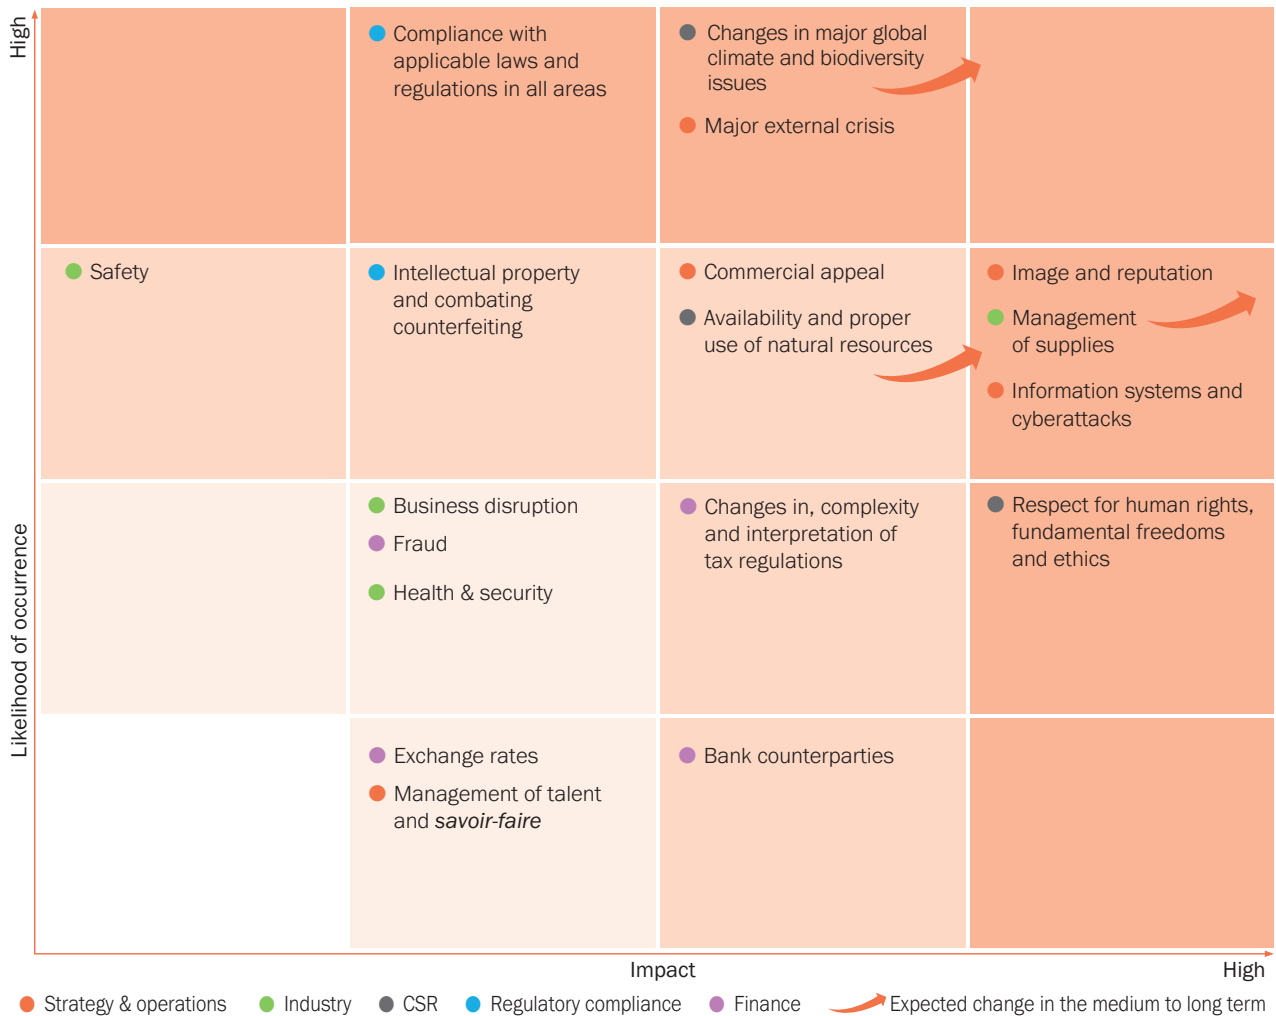 High
Likelihood of occurrence
Compliance with
applicable laws and
regulations in all areas
Changes in major global
climate and biodiversity
issues
Major external crisis
Safety
Intellectual property
and combating
counterfeiting
Commercial appeal
Availability and proper
use of natural resources
Image and reputation
Management
of supplies
Information systems and
cyberattacks
Business disruption
Fraud
Health & security
Changes in, complexity
and interpretation of
tax regulations
Respect for human rights,
fundamental freedoms
and ethics
Exchange rates
Management of talent
and savoir-faire
Bank counterparties
Impact
High
Strategy & operations
Industry
CSR
Regulatory compliance
Finance
Expected change in the medium to long term